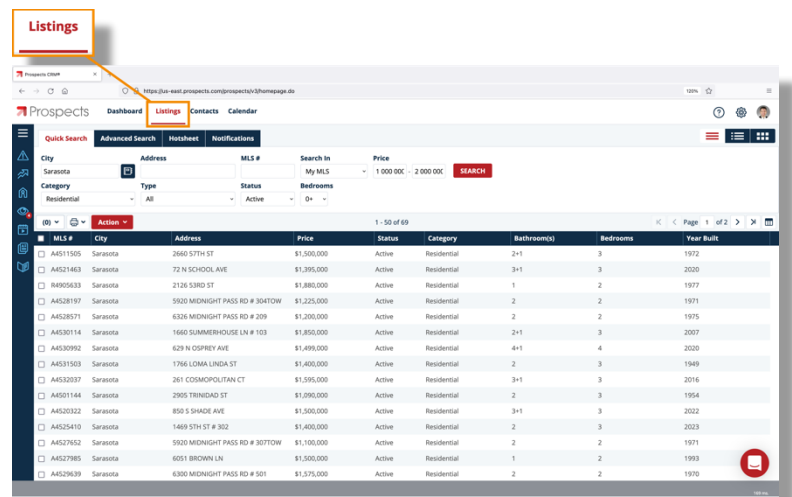 Listings
Prospects CRM®
https://us-east.prospects.com/prospects/v3/homepage.do
120%
Prospects Dashboard Listings Contacts Calendar
Quick Search Advanced Search Hotsheet Notifications
City Address MLS # Search In Price
Sarasota My MLS 1 000 000 - 2 000 000 SEARCH
Category Type Status Bedrooms
Residential All Active 0+
(0) Action 1 - 50 of 69 Page 1 of 2
MLS # City Address Price Status Category Bathroom(s) Bedrooms Year Built
A4511505 Sarasota 2660 57TH ST $1,500,000 Active Residential 2+1 3 1972
A4521463 Sarasota 72 N SCHOOL AVE $1,395,000 Active Residential 3+1 3 2020
R4905633 Sarasota 2126 53RD ST $1,880,000 Active Residential 1 2 1977
A4528197 Sarasota 5920 MIDNIGHT PASS RD # 304TOW $1,225,000 Active Residential 2 2 1971
A4528571 Sarasota 6326 MIDNIGHT PASS RD # 209 $1,200,000 Active Residential 2 2 1975
A4530114 Sarasota 1660 SUMMERHOUSE LN # 103 $1,850,000 Active Residential 2+1 3 2007
A4530992 Sarasota 629 N OSPREY AVE $1,499,000 Active Residential 4+1 4 2020
A4531503 Sarasota 1766 LOMA LINDA ST $1,400,000 Active Residential 2 3 1949
A4532037 Sarasota 261 COSMOPOLITAN CT $1,595,000 Active Residential 3+1 3 2016
A4501144 Sarasota 2905 TRINIDAD ST $1,090,000 Active Residential 2 3 1954
A4520322 Sarasota 850 S SHADE AVE $1,500,000 Active Residential 3+1 3 2022
A4525410 Sarasota 1469 5TH ST # 302 $1,400,000 Active Residential 2 3 2023
A4527652 Sarasota 5920 MIDNIGHT PASS RD # 307TOW $1,100,000 Active Residential 2 2 1971
A4527985 Sarasota 6051 BROWN LN $1,500,000 Active Residential 1 2 1993
A4529639 Sarasota 6300 MIDNIGHT PASS RD # 501 $1,575,000 Active Residential 2 2 1970